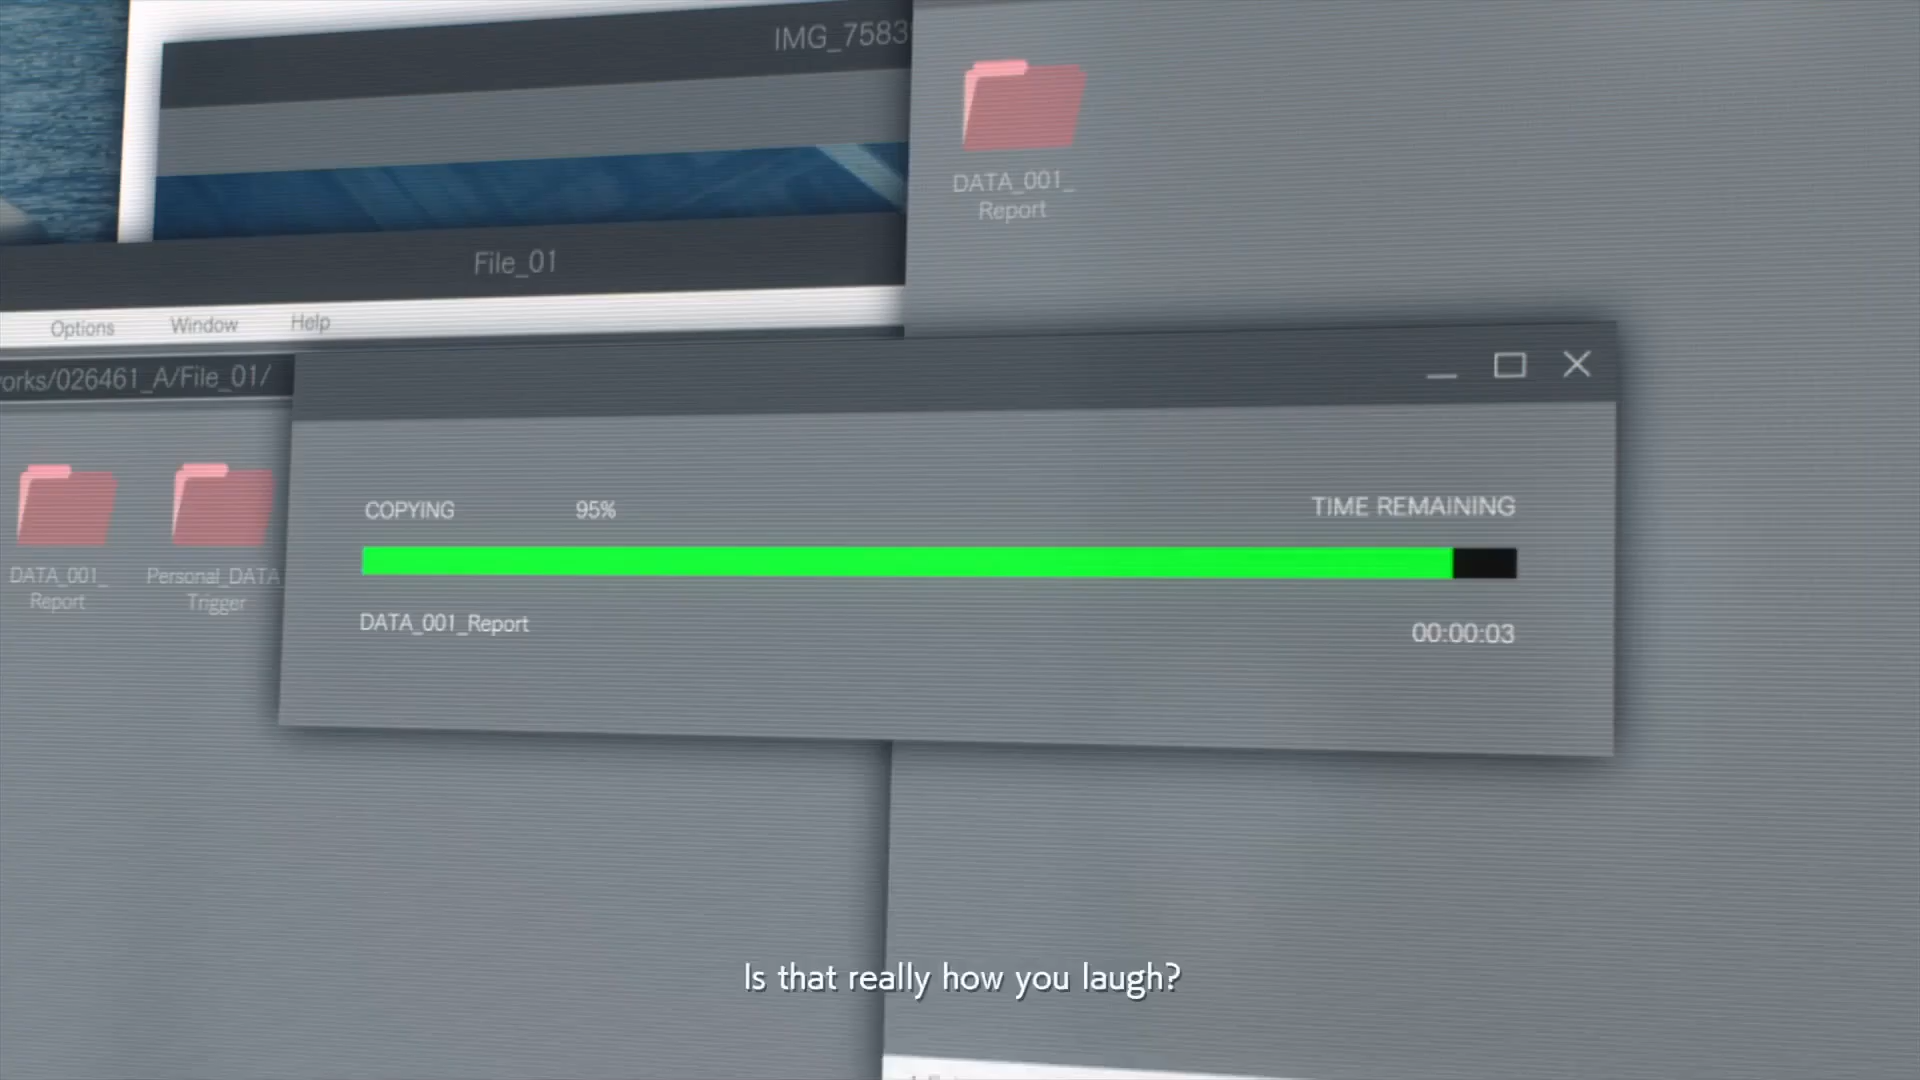 IMG_7583
DATA_001_
Report
File_01
Options Window Help
orks/026461_A/File_01/
DATA_001_
Report
Personal_DATA
Trigger
COPYING 95% TIME REMAINING
DATA_001_Report
00:00:03
Is that really how you laugh?